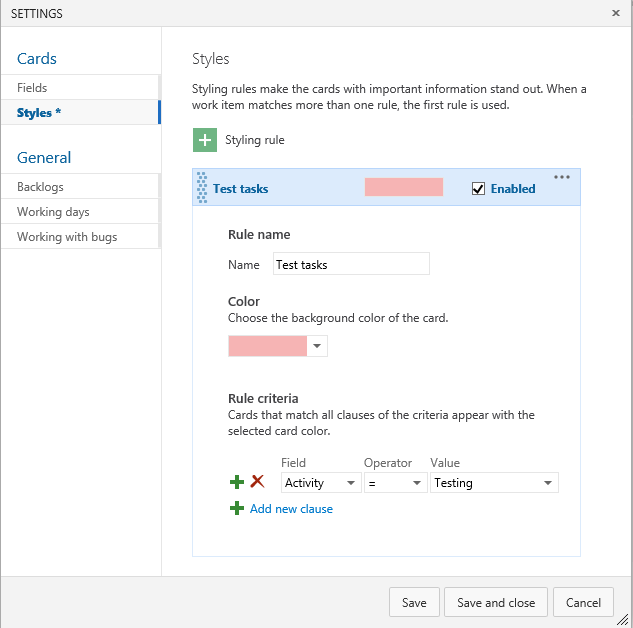 SETTINGS
×
Cards
Fields
Styles *
General
Backlogs
Working days
Working with bugs
Styles
Styling rules make the cards with important information stand out. When a
work item matches more than one rule, the first rule is used.
Styling rule
Test tasks
Enabled
...
Rule name
Name Test tasks
Color
Choose the background color of the card.
Rule criteria
Cards that match all clauses of the criteria appear with the
selected card color.
Field Operator Value
Activity = Testing
Add new clause
Save Save and close Cancel